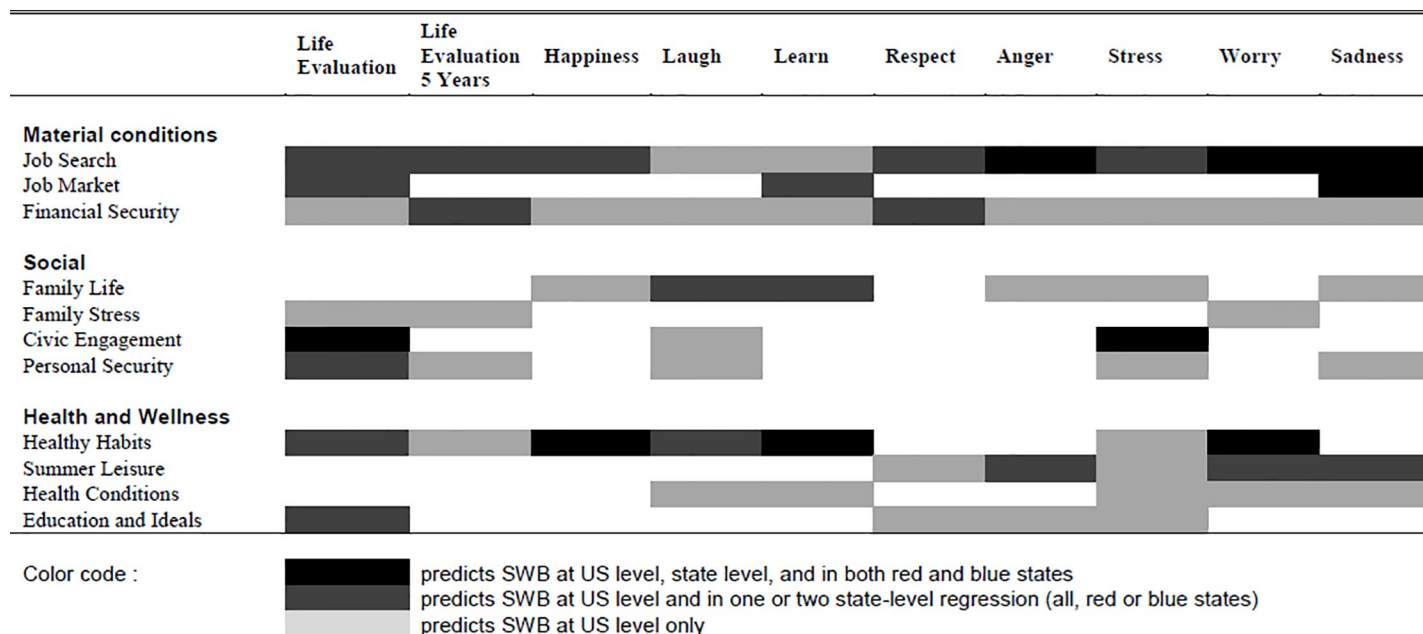 Life Evaluation
Life Evaluation 5 Years
Happiness
Laugh
Learn
Respect
Anger
Stress
Worry
Sadness
Material conditions
Job Search
Job Market
Financial Security
Social
Family Life
Family Stress
Civic Engagement
Personal Security
Health and Wellness
Healthy Habits
Summer Leisure
Health Conditions
Education and Ideals
Color code :
predicts SWB at US level, state level, and in both red and blue states
predicts SWB at US level and in one or two state-level regression (all, red or blue states)
predicts SWB at US level only